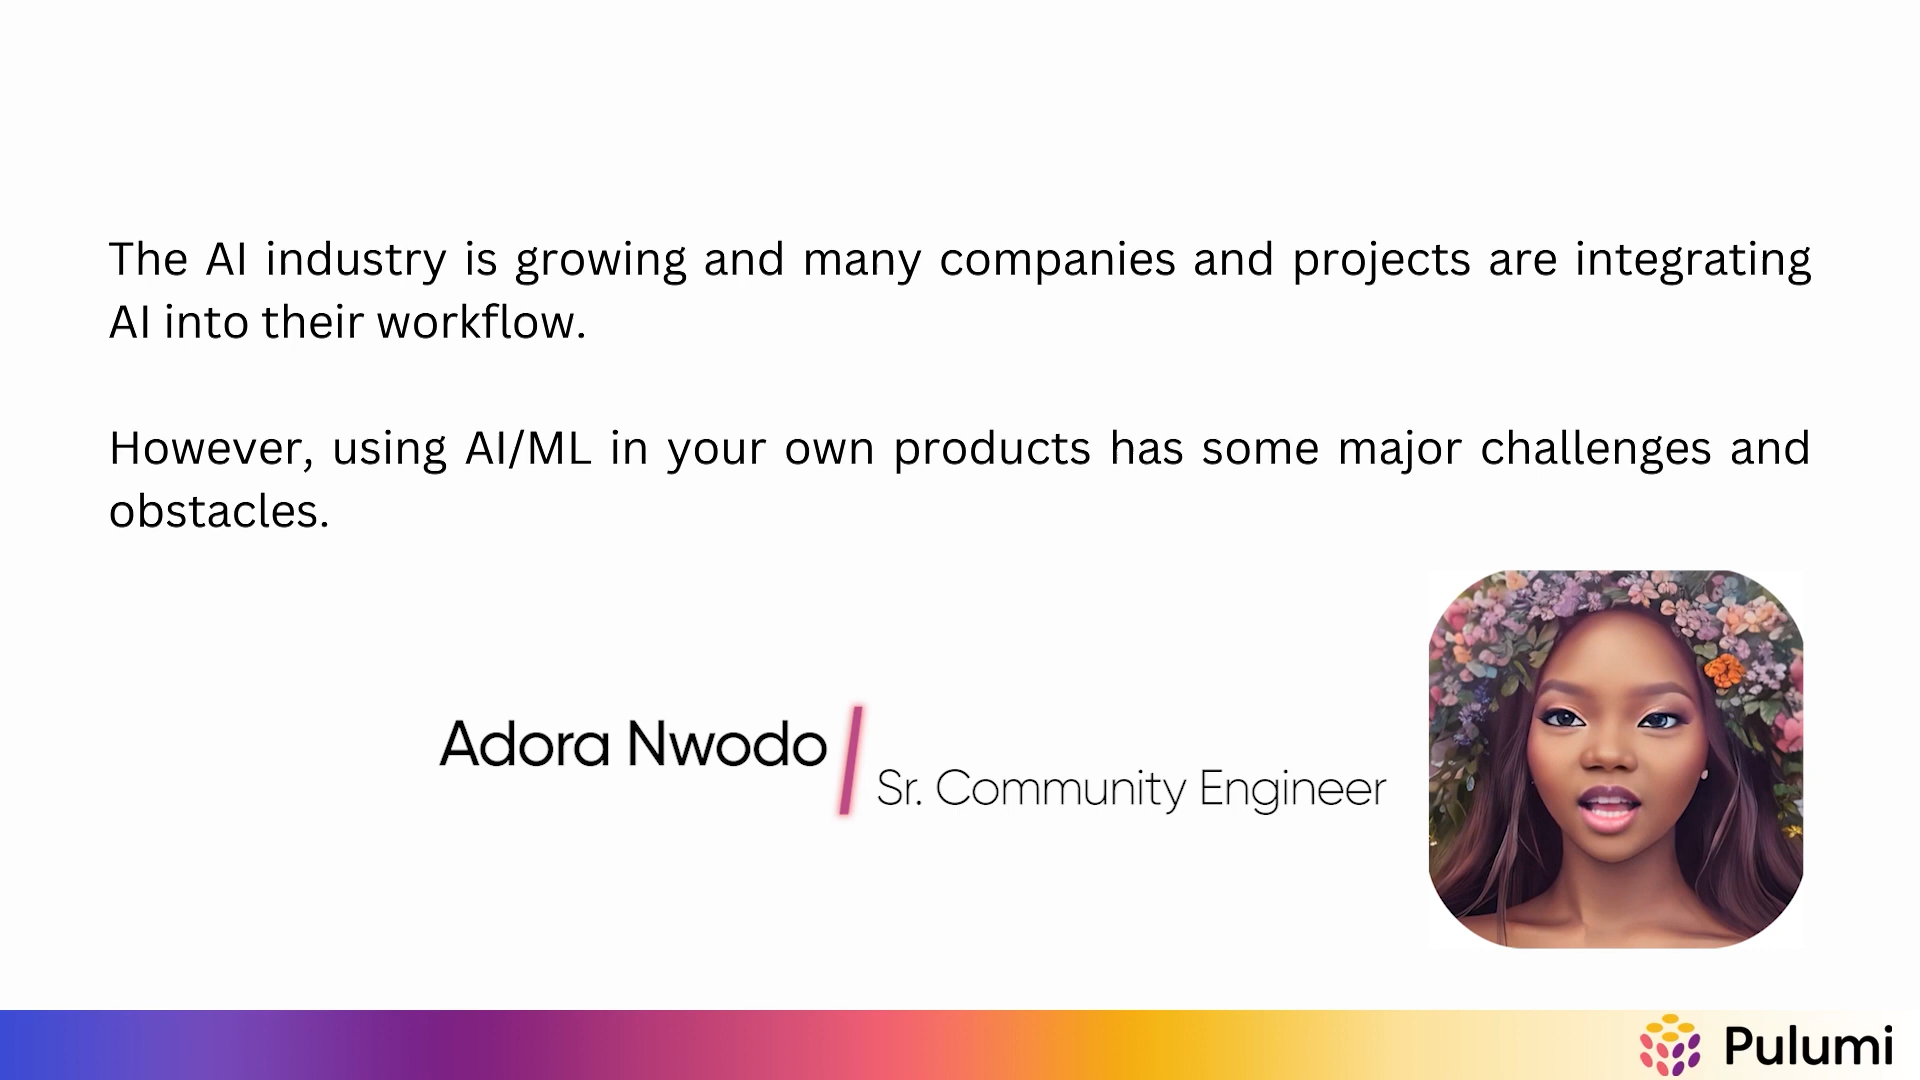 The AI industry is growing and many companies and projects are integrating
AI into their workflow.
However, using AI/ML in your own products has some major challenges and
obstacles.
Adora Nwodo
Sr. Community Engineer
Pulumi